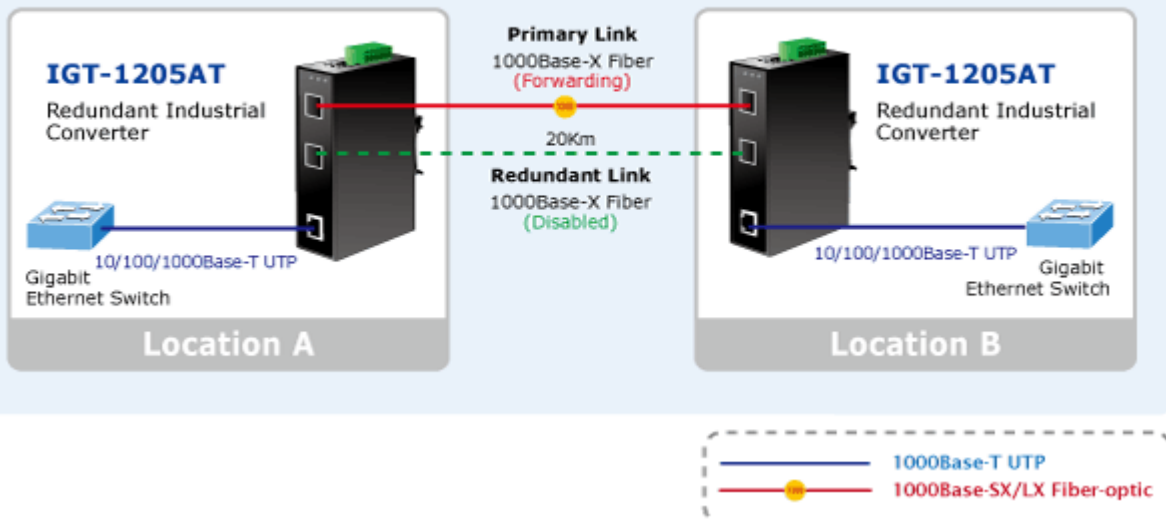 IGT-1205AT
Redundant Industrial
Converter
10/100/1000Base-T UTP
Gigabit
Ethernet Switch
Location A
Primary Link
1000Base-X Fiber
(Forwarding)
20Km
Redundant Link
1000Base-X Fiber
(Disabled)
IGT-1205AT
Redundant Industrial
Converter
10/100/1000Base-T UTP
Gigabit
Ethernet Switch
Location B
1000Base-T UTP
1000Base-SX/LX Fiber-optic